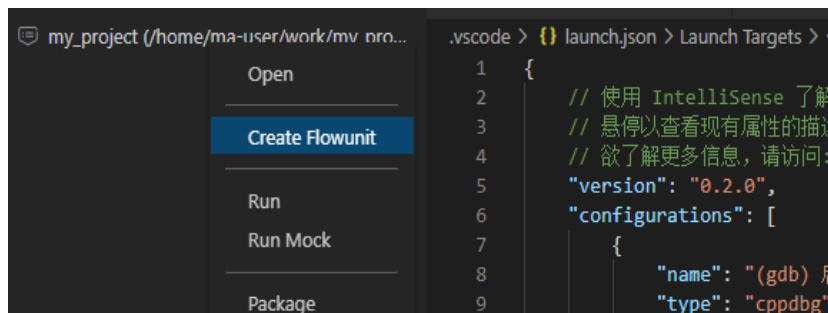 my_project (/home/ma-user/work/my_pro...
Open
Create Flowunit
Run
Run Mock
Package
.vscode > {} launch.json > Launch Targets >
1 {
2 // 使用 IntelliSense 了解
3 // 悬停以查看现有属性的描述
4 // 欲了解更多信息，请访问:
5 "version": "0.2.0",
6 "configurations": [
7 {
8 "name": "(gdb)
9 "type": "cppdbg"